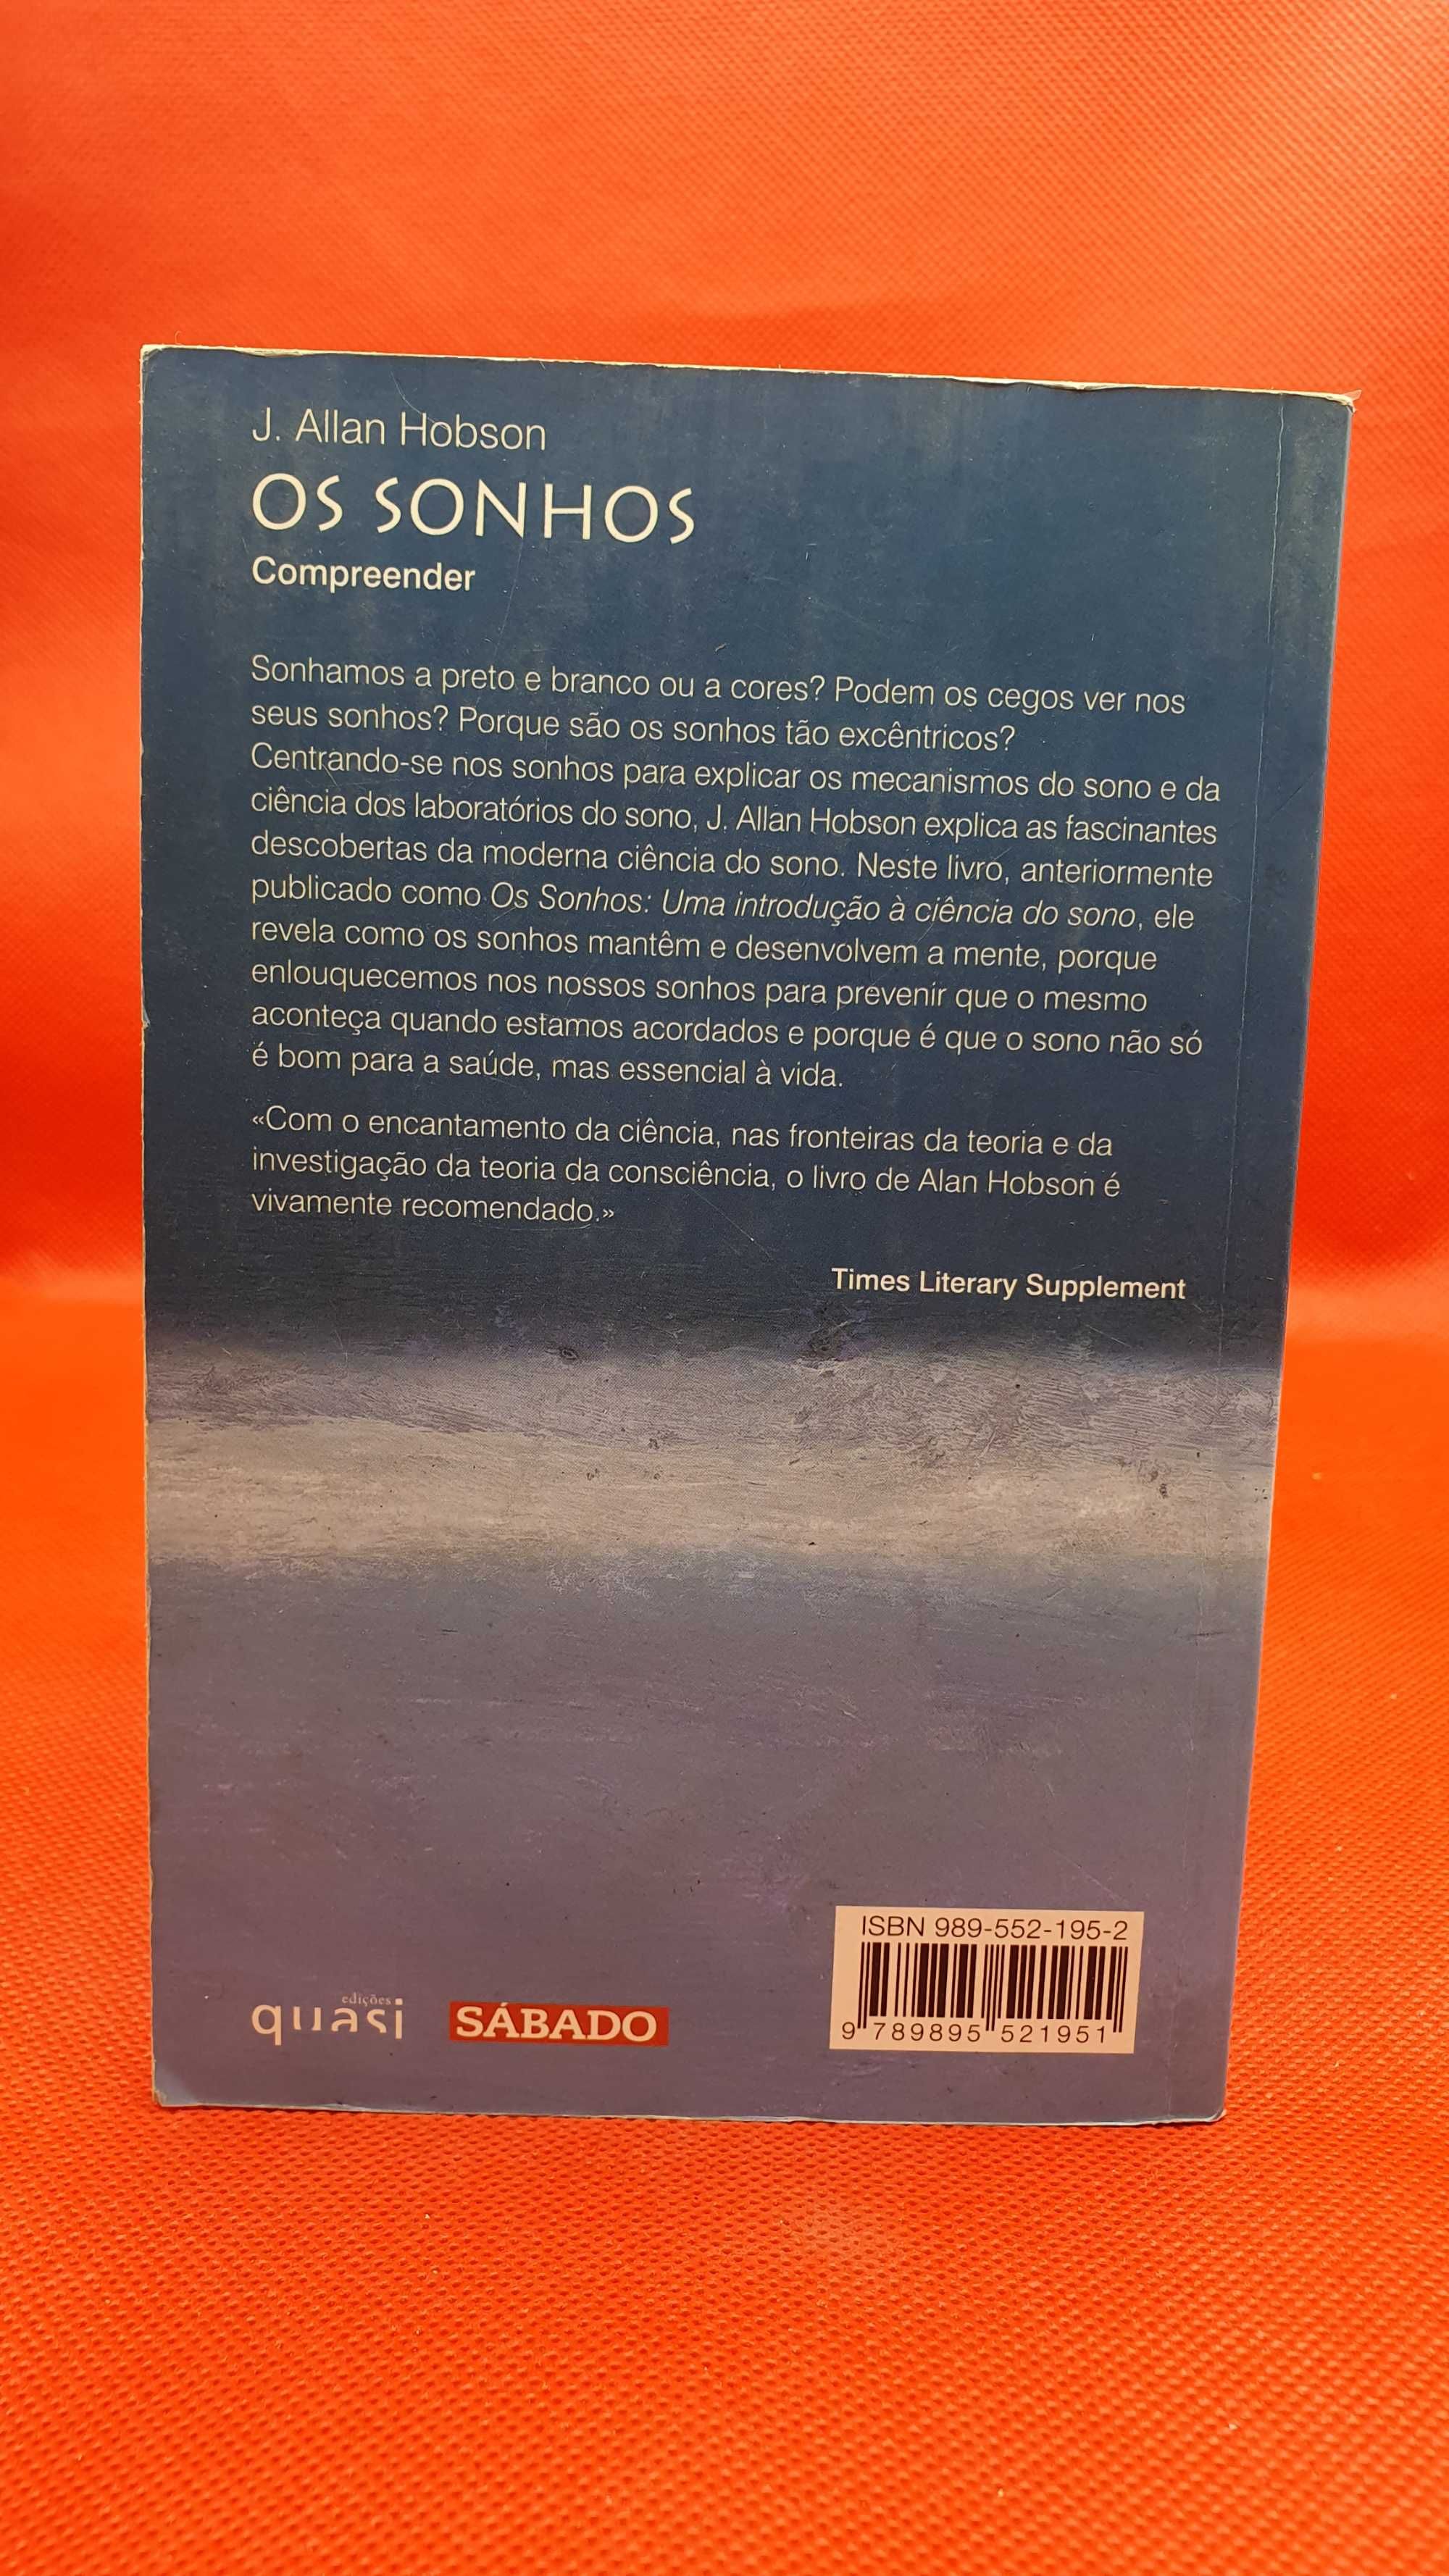 J. Allan Hobson
OS SONHOS
Compreender
Sonhamos a preto e branco ou a cores? Podem os cegos ver nos
seus sonhos? Porque são os sonhos tão excêntricos?
Centrando-se nos sonhos para explicar os mecanismos do sono e da
ciência dos laboratórios do sono, J. Allan Hobson explica as fascinantes
descobertas da moderna ciência do sono. Neste livro, anteriormente
publicado como Os Sonhos: Uma introdução à ciência do sono, ele
revela como os sonhos mantêm e desenvolvem a mente, porque
enlouquecemos nos nossos sonhos para prevenir que o mesmo
aconteça quando estamos acordados e porque é que o sono não só
é bom para a saúde, mas essencial à vida.
«Com o encantamento da ciência, nas fronteiras da teoria e da
investigação da teoria da consciência, o livro de Alan Hobson é
vivamente recomendado.»
Times Literary Supplement
edições
quasi
SÁBADO
ISBN 989-552-195-2
9 789895 521951